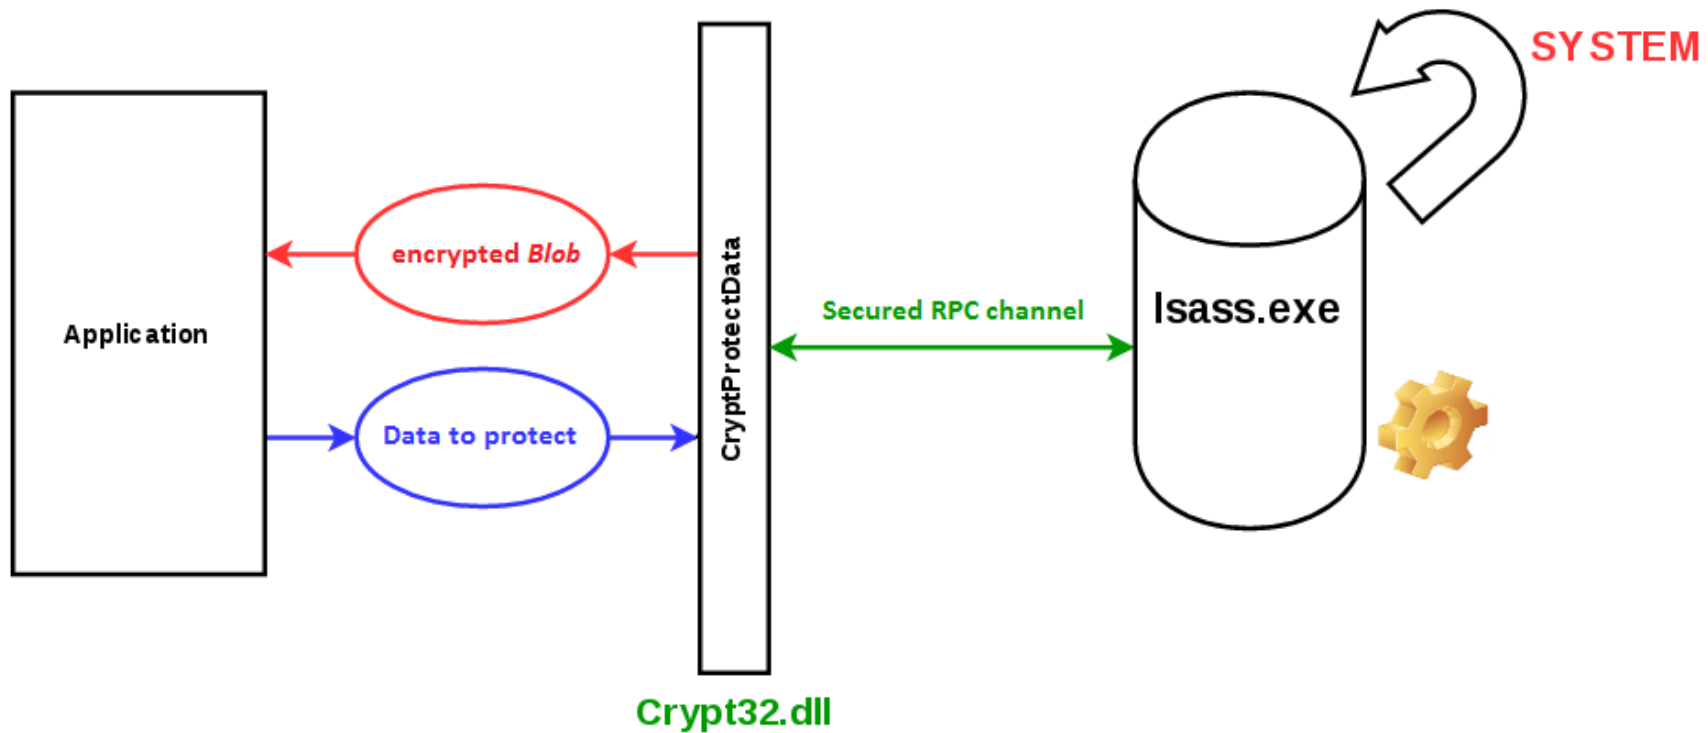 SYSTEM
encrypted Blob
Application
Data to protect
CryptProtectData
Secured RPC channel
lsass.exe
Crypt32.dll